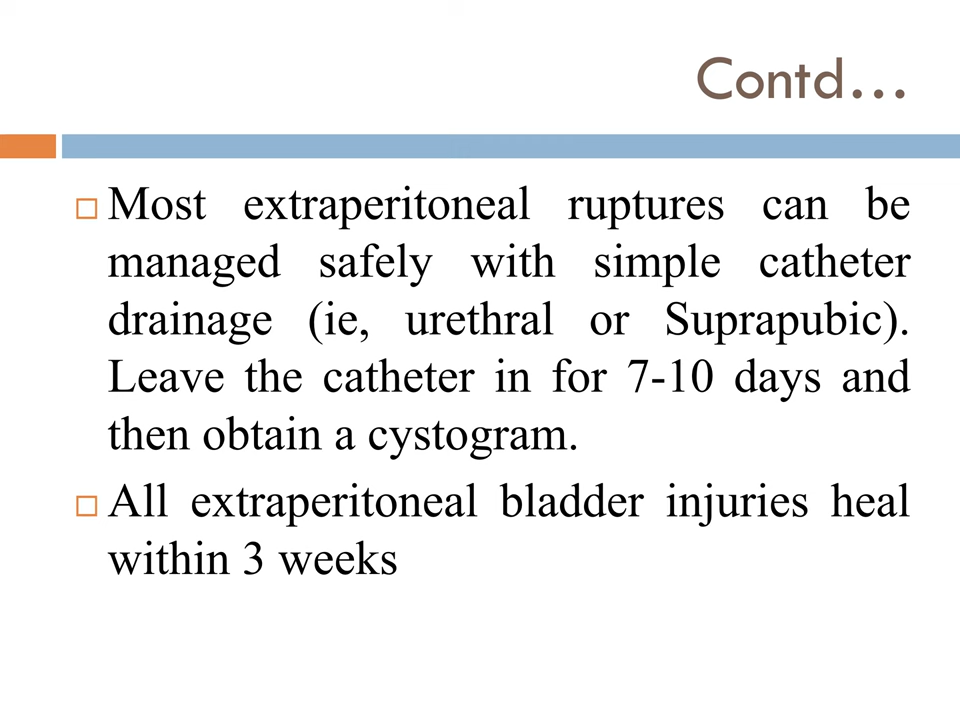 Contd…
Most extraperitoneal ruptures can be
managed safely with simple catheter
drainage (ie, urethral or Suprapubic).
Leave the catheter in for 7-10 days and
then obtain a cystogram.
All extraperitoneal bladder injuries heal
within 3 weeks